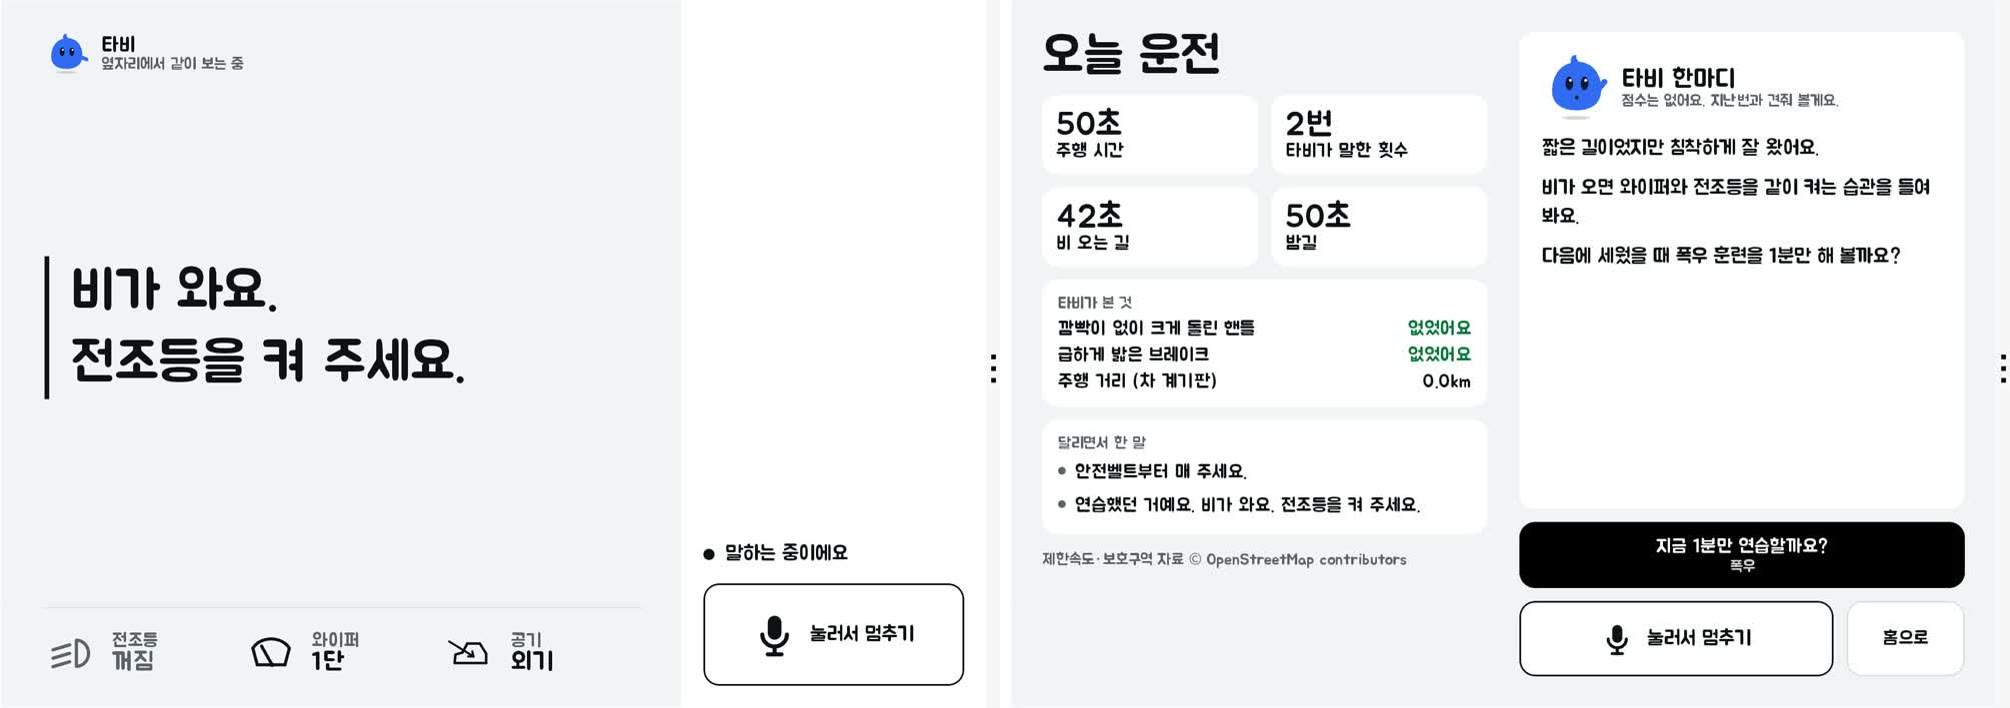 타비
옆자리에서 같이 보는 중
비가 와요.
전조등을 켜 주세요.
전조등
꺼짐
와이퍼
1단
공기
외기
말하는 중이에요
눌러서 멈추기
오늘 운전
50초
주행 시간
2번
타비가 말한 횟수
42초
비 오는 길
50초
밤길
타비가 본 것
깜빡이 없이 크게 돌린 핸들 없었어요
급하게 밟은 브레이크 없었어요
주행 거리 (차 계기판) 0.0km
달리면서 한 말
안전벨트부터 매 주세요.
연습했던 거예요. 비가 와요. 전조등을 켜 주세요.
제한속도·보호구역 자료 © OpenStreetMap contributors
타비 한마디
점수는 없어요. 지난번과 견줘 볼게요.
짧은 길이었지만 침착하게 잘 왔어요.
비가 오면 와이퍼와 전조등을 같이 켜는 습관을 들여
봐요.
다음에 세웠을 때 폭우 훈련을 1분만 해 볼까요?
지금 1분만 연습할까요?
폭우
눌러서 멈추기
홈으로